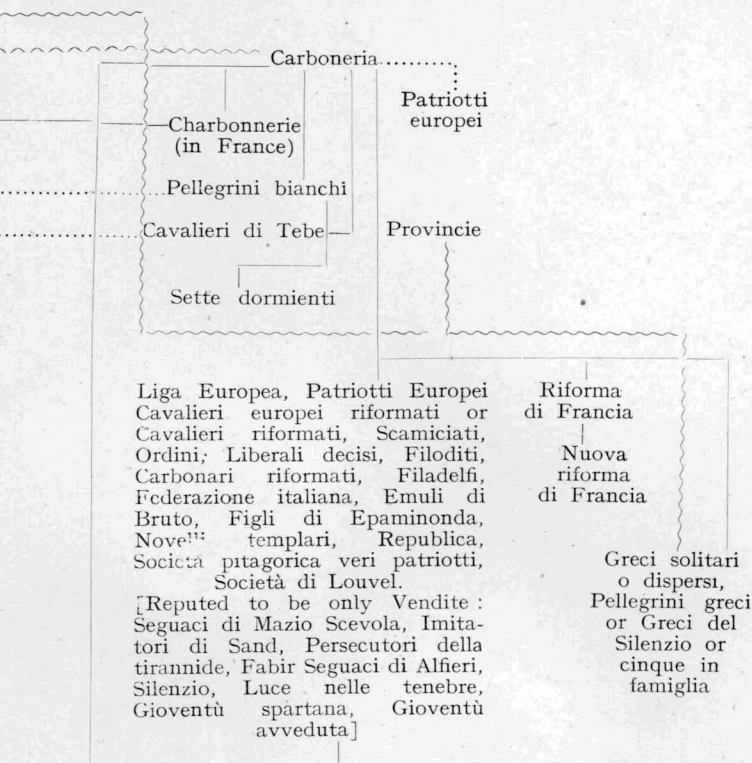 Carboneria
Patriotti
europei
Charbonnerie
(in France)
Pellegrini bianchi
Cavalieri di Tebe
Provincie
Sette dormienti
Liga Europea, Patriotti Europei
Cavalieri europei riformati or
Cavalieri riformati, Scamiciati,
Ordini; Liberali decisi, Filoditi,
Carbonari riformati, Filadelfi,
Federazione italiana, Emuli di
Bruto, Figli di Epaminonda,
templari, Republica,
Società pitagorica veri patriotti,
Società di Louvel.
[Reputed to be only Vendite :
Seguaci di Mazio Scevola, Imita-
tori di Sand, Persecutori della
tirannide, Fabir Seguaci di Alfieri,
Silenzio, Luce nelle tenebre,
Gioventù spartana, Gioventù
avveduta]
Riforma
di Francia
Nuova
riforma
di Francia
Greci solitari
o dispersi,
Pellegrini greci
or Greci del
Silenzio or
cinque in
famiglia